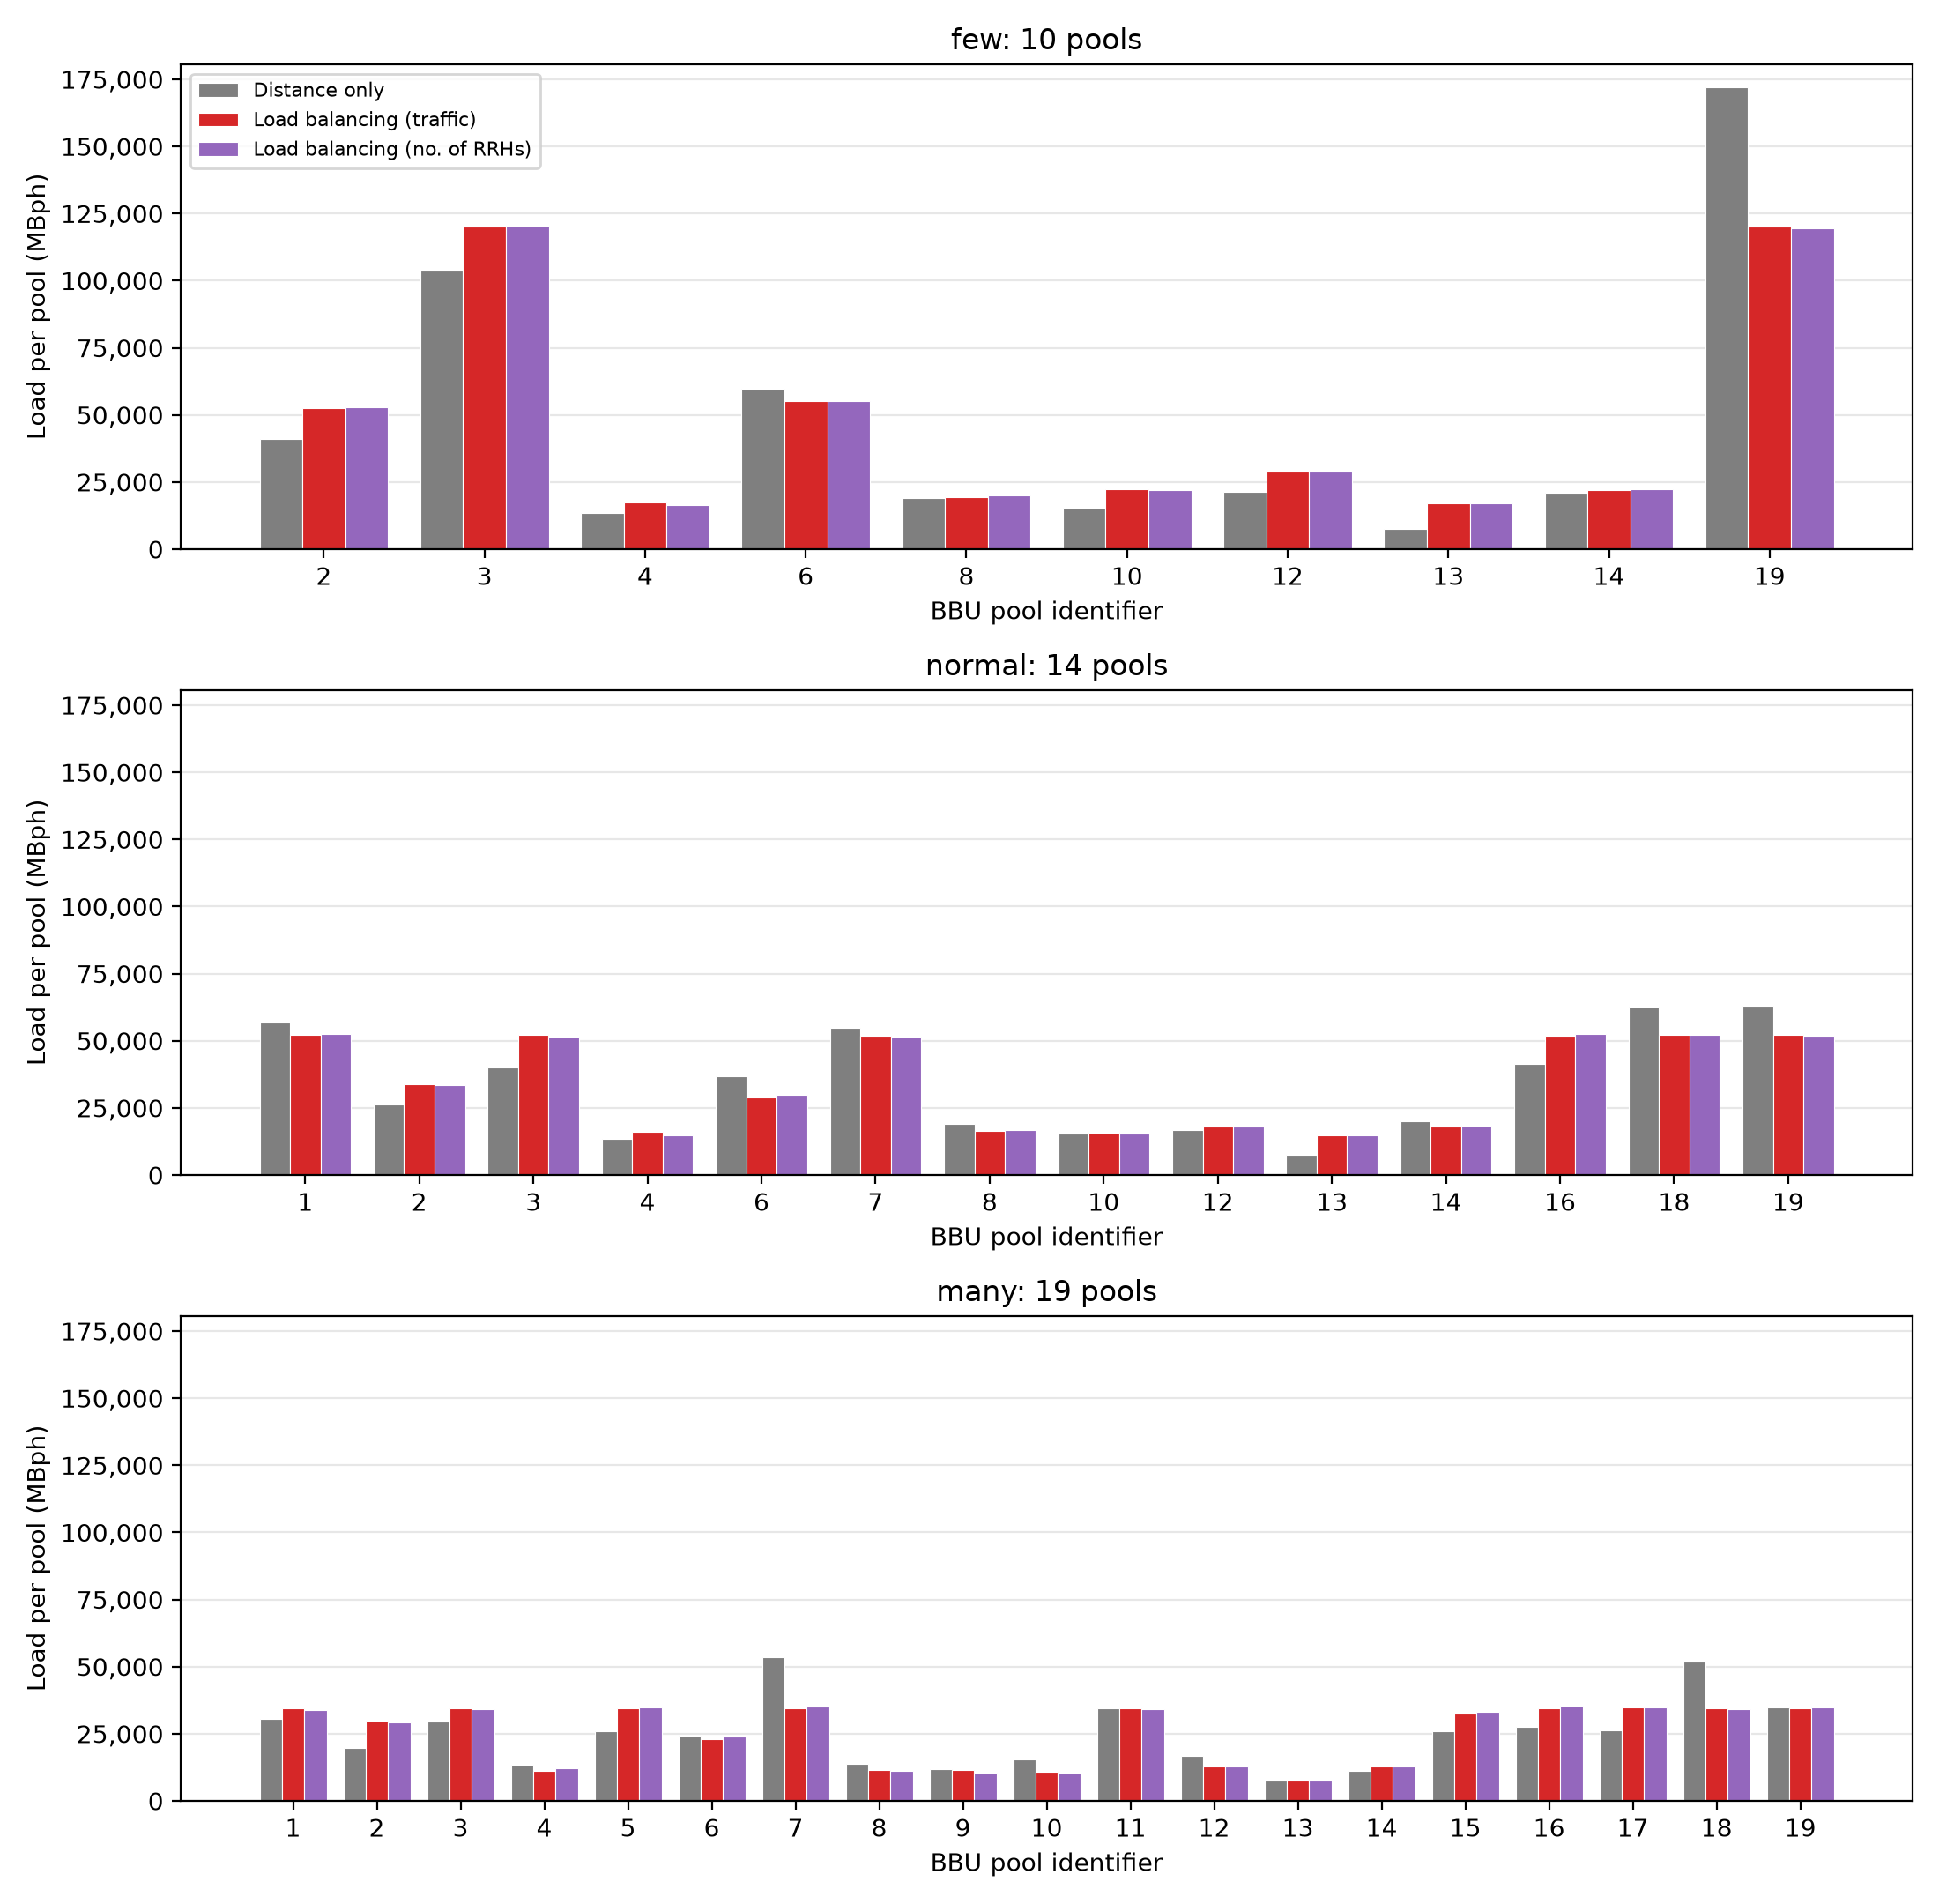 few: 10 pools
175,000
150,000
125,000
100,000
75,000
50,000
25,000
0
Load per pool (MBph)
Distance only
Load balancing (traffic)
Load balancing (no. of RRHs)
2 3 4 6 8 10 12 13 14 19
BBU pool identifier
normal: 14 pools
175,000
150,000
125,000
100,000
75,000
50,000
25,000
0
Load per pool (MBph)
1 2 3 4 6 7 8 10 12 13 14 16 18 19
BBU pool identifier
many: 19 pools
175,000
150,000
125,000
100,000
75,000
50,000
25,000
0
Load per pool (MBph)
1 2 3 4 5 6 7 8 9 10 11 12 13 14 15 16 17 18 19
BBU pool identifier